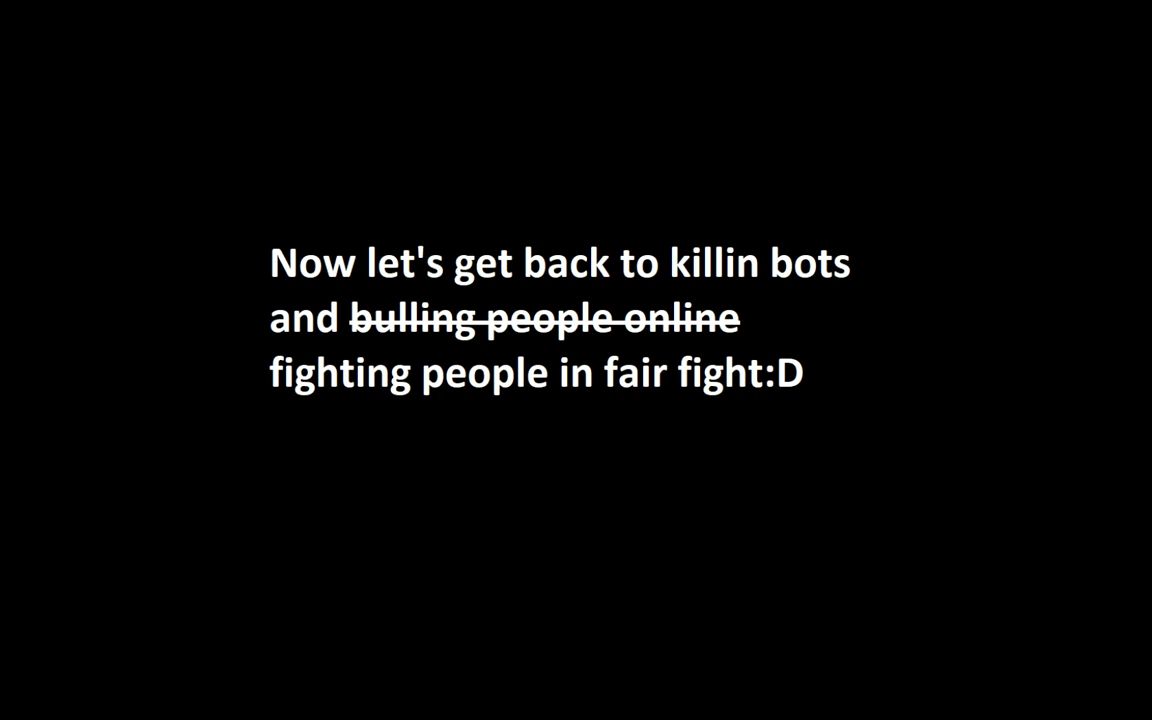 Now let's get back to killin bots
and bulling people online
fighting people in fair fight:D